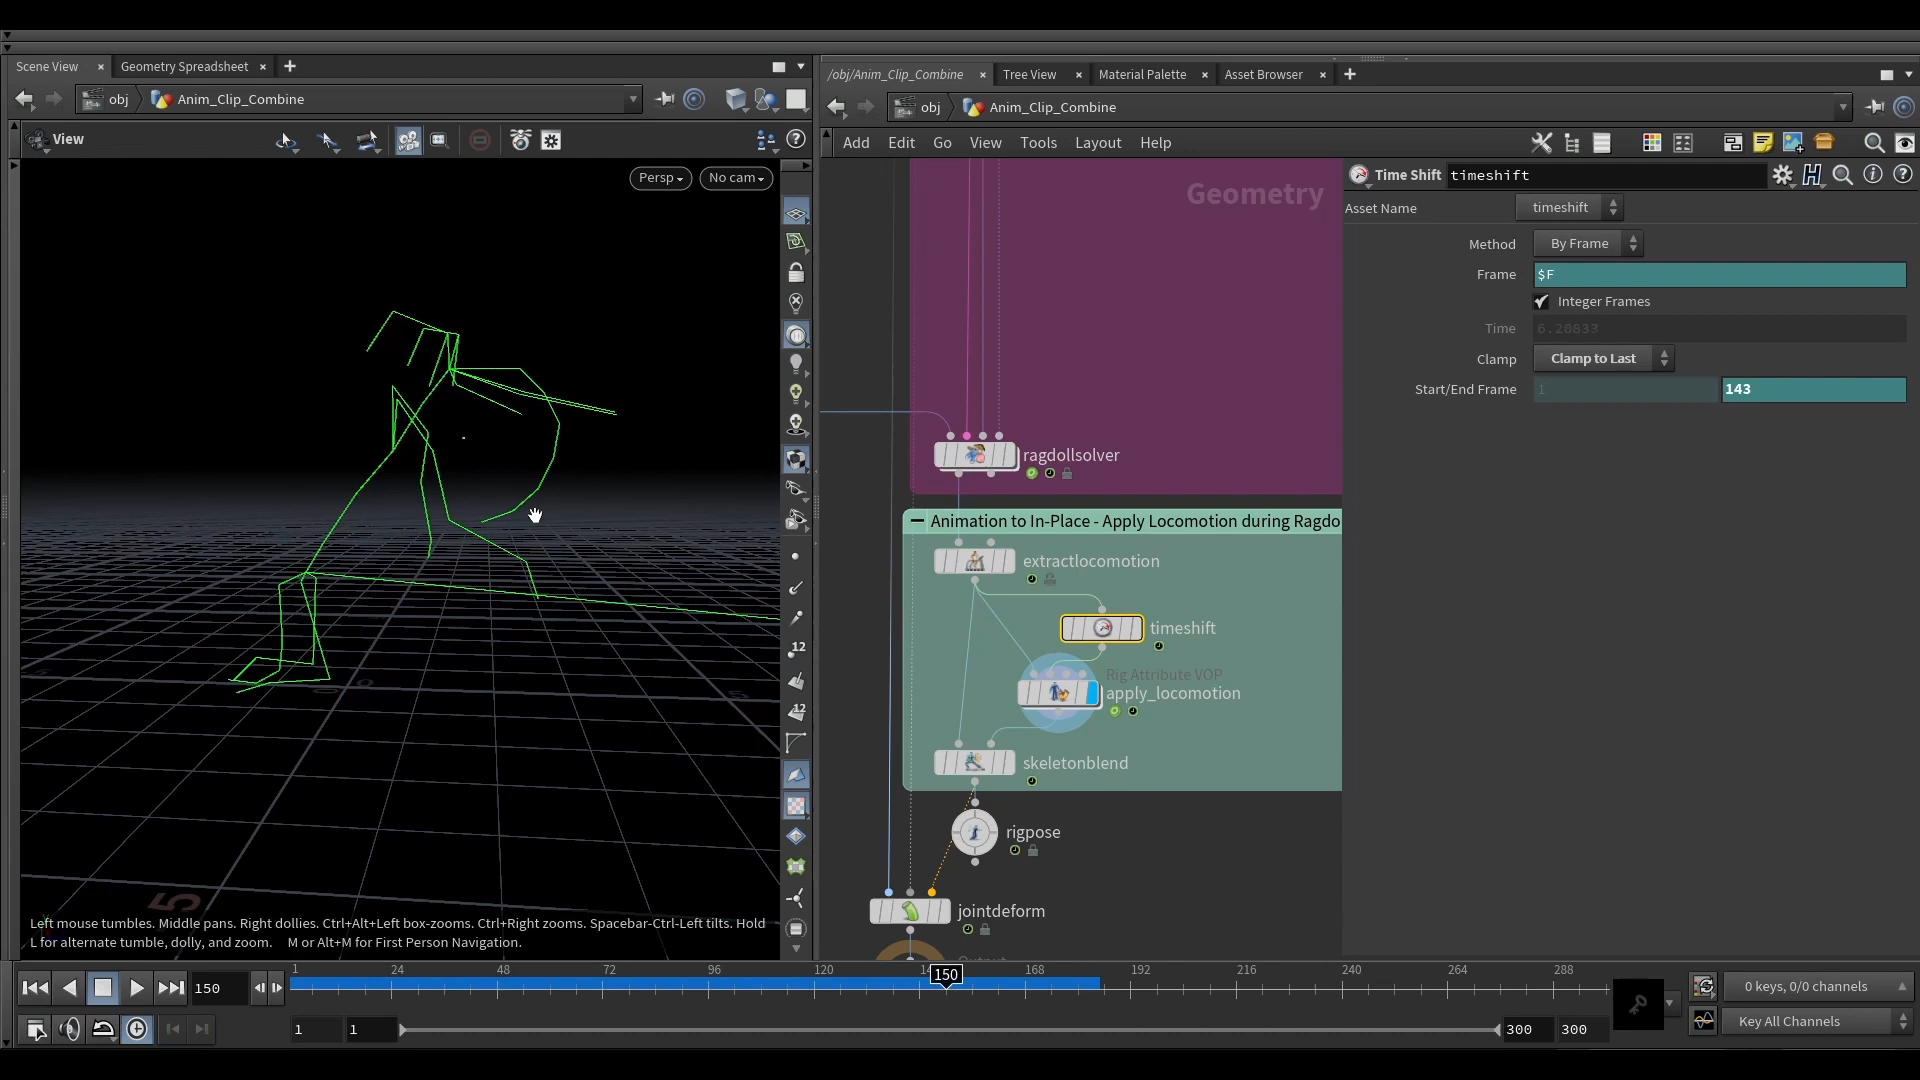 Scene View
Geometry Spreadsheet
obj
Anim_Clip_Combine
View
Persp
No cam
12
12
Left mouse tumbles. Middle pans. Right dollies. Ctrl+Alt+Left box-zooms. Ctrl+Right zooms. Spacebar-Ctrl-Left tilts. Hold
L for alternate tumble, dolly, and zoom. M or Alt+M for First Person Navigation.
/obj/Anim_Clip_Combine
Tree View
Material Palette
Asset Browser
obj
Anim_Clip_Combine
Add Edit Go View Tools Layout Help
Geometry
ragdollsolver
Animation to In-Place - Apply Locomotion during Ragdo
extractlocomotion
timeshift
Rig Attribute VOP
apply_locomotion
skeletonblend
rigpose
jointdeform
Time Shift timeshift
Asset Name timeshift
Method By Frame
Frame $F
Integer Frames
Time 6.20833
Clamp Clamp to Last
Start/End Frame 1 143
150
1 24 48 72 96 120 150 168 192 216 240 264 288
0 keys, 0/0 channels
1 1 300 300
Key All Channels